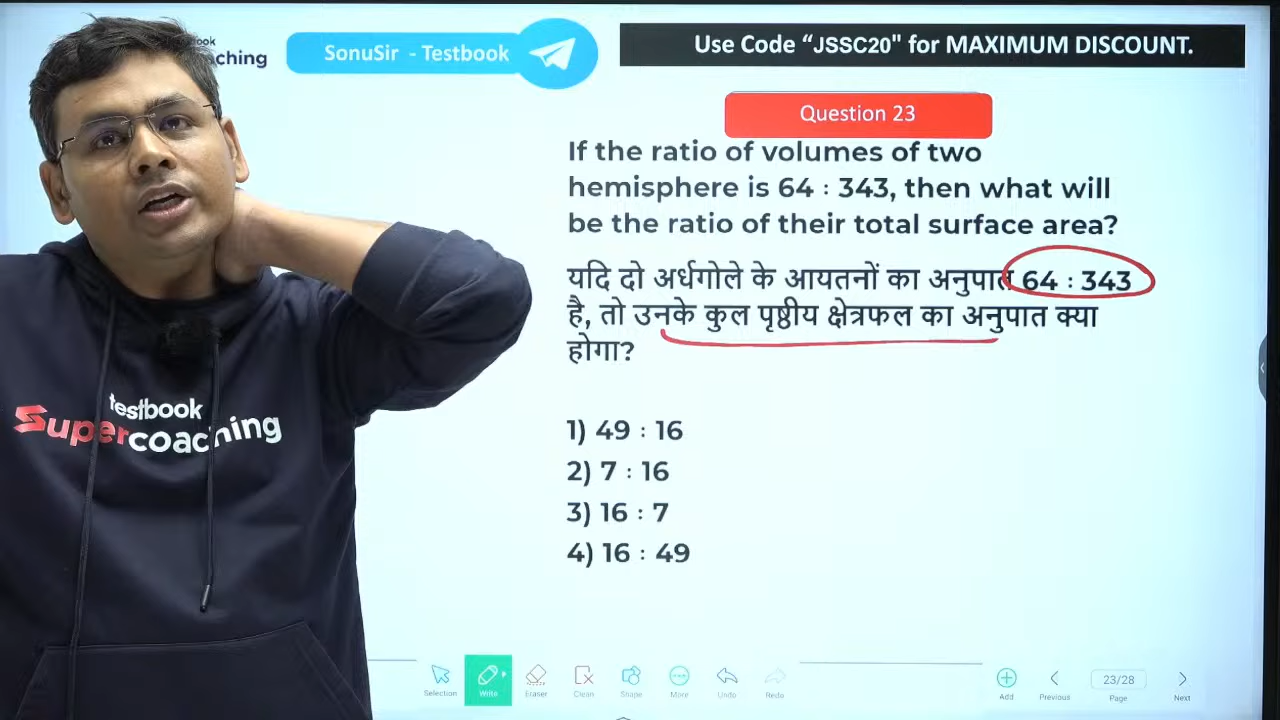 ook
ching
SonuSir - Testbook
Use Code “JSSC20" for MAXIMUM DISCOUNT.
Question 23
If the ratio of volumes of two
hemisphere is 64 : 343, then what will
be the ratio of their total surface area?
यदि दो अर्धगोले के आयतनों का अनुपात 64 : 343
है, तो उनके कुल पृष्ठीय क्षेत्रफल का अनुपात क्या
होगा?
1) 49 : 16
2) 7 : 16
3) 16 : 7
4) 16 : 49
testbook
Supercoaching
Selection
Write
Eraser
Clean
Shape
More
Undo
Redo
Add
Previous
23/28
Page
Next